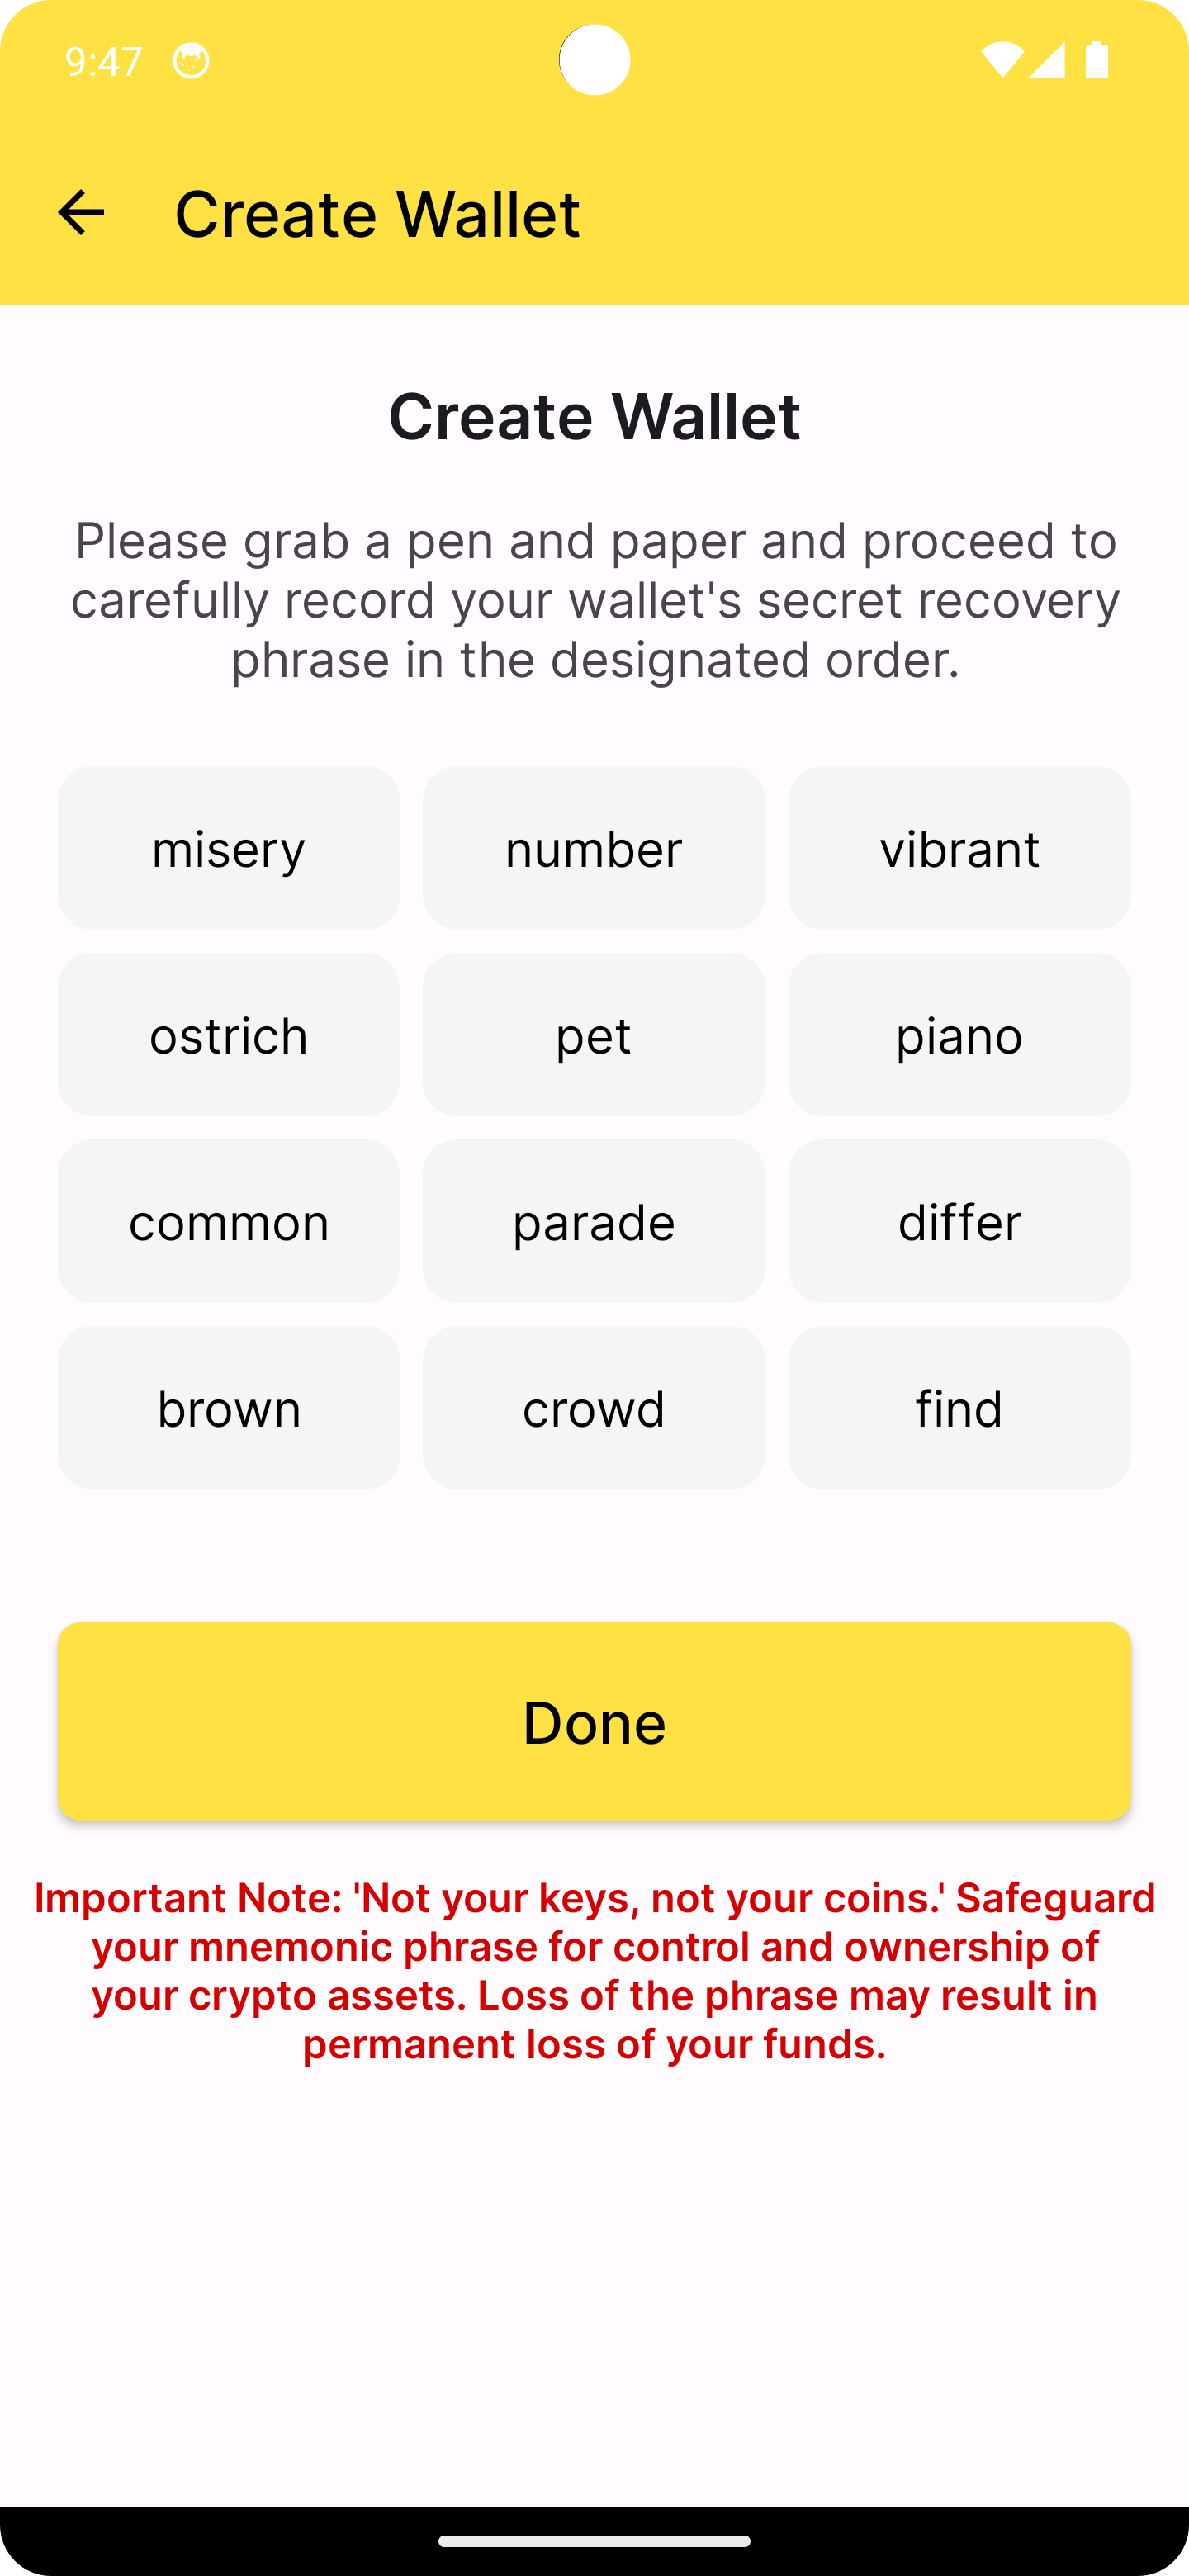 9:47
Create Wallet
Create Wallet
Please grab a pen and paper and proceed to
carefully record your wallet's secret recovery
phrase in the designated order.
misery number vibrant
ostrich pet piano
common parade differ
brown crowd find
Done
Important Note: 'Not your keys, not your coins.' Safeguard
your mnemonic phrase for control and ownership of
your crypto assets. Loss of the phrase may result in
permanent loss of your funds.